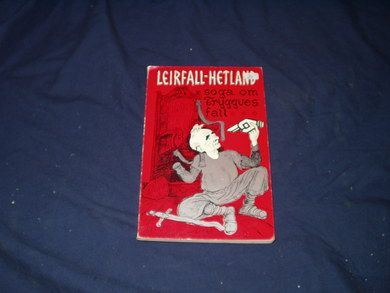 LEIRFALL-HETLAND
soga om
Tryggves
fall